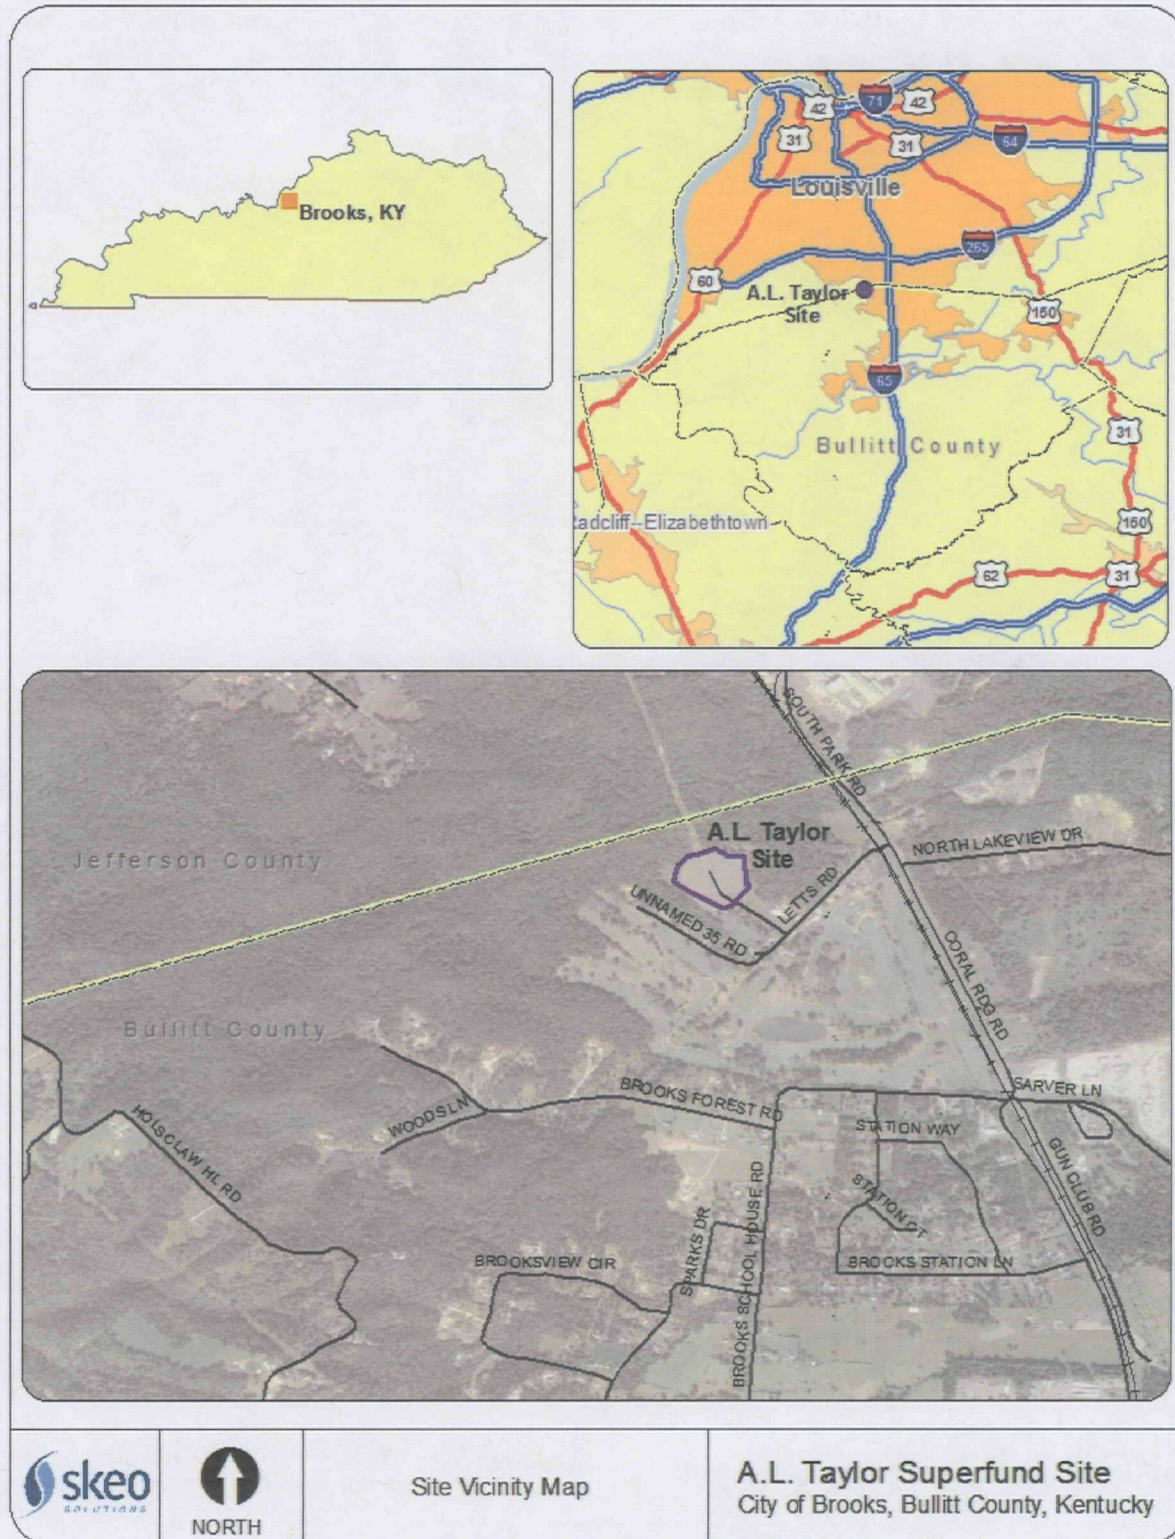 Brooks, KY
42
71
42
31
31
64
Louisville
265
60
A.L. Taylor
Site
150
65
31
Bullitt County
adcliff--Elizabethtown
150
62
31
SOUTH PARK RD
A.L. Taylor
Site
NORTH LAKEVIEW DR
Jefferson County
LETTS RD
UNNAMED 35 RD
CORAL RDG RD
Bullitt County
SARVER LN
BROOKS FOREST RD
WOODS LN
STATION WAY
HOLSCLAW HL RD
GUN CLUB RD
STATION CT
SPARKS DR
BROOKS SCHOOL HOUSE RD
BROOKSVIEW CIR
BROOKS STATION LN
skeo
SOLUTIONS
NORTH
Site Vicinity Map
A.L. Taylor Superfund Site
City of Brooks, Bullitt County, Kentucky